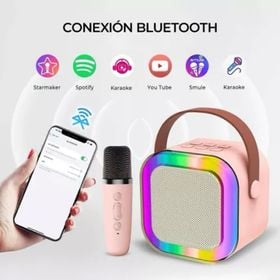 CONEXIÓN BLUETOOTH
Starmaker
Spotify
Karaoke
You Tube
Smule
Karaoke